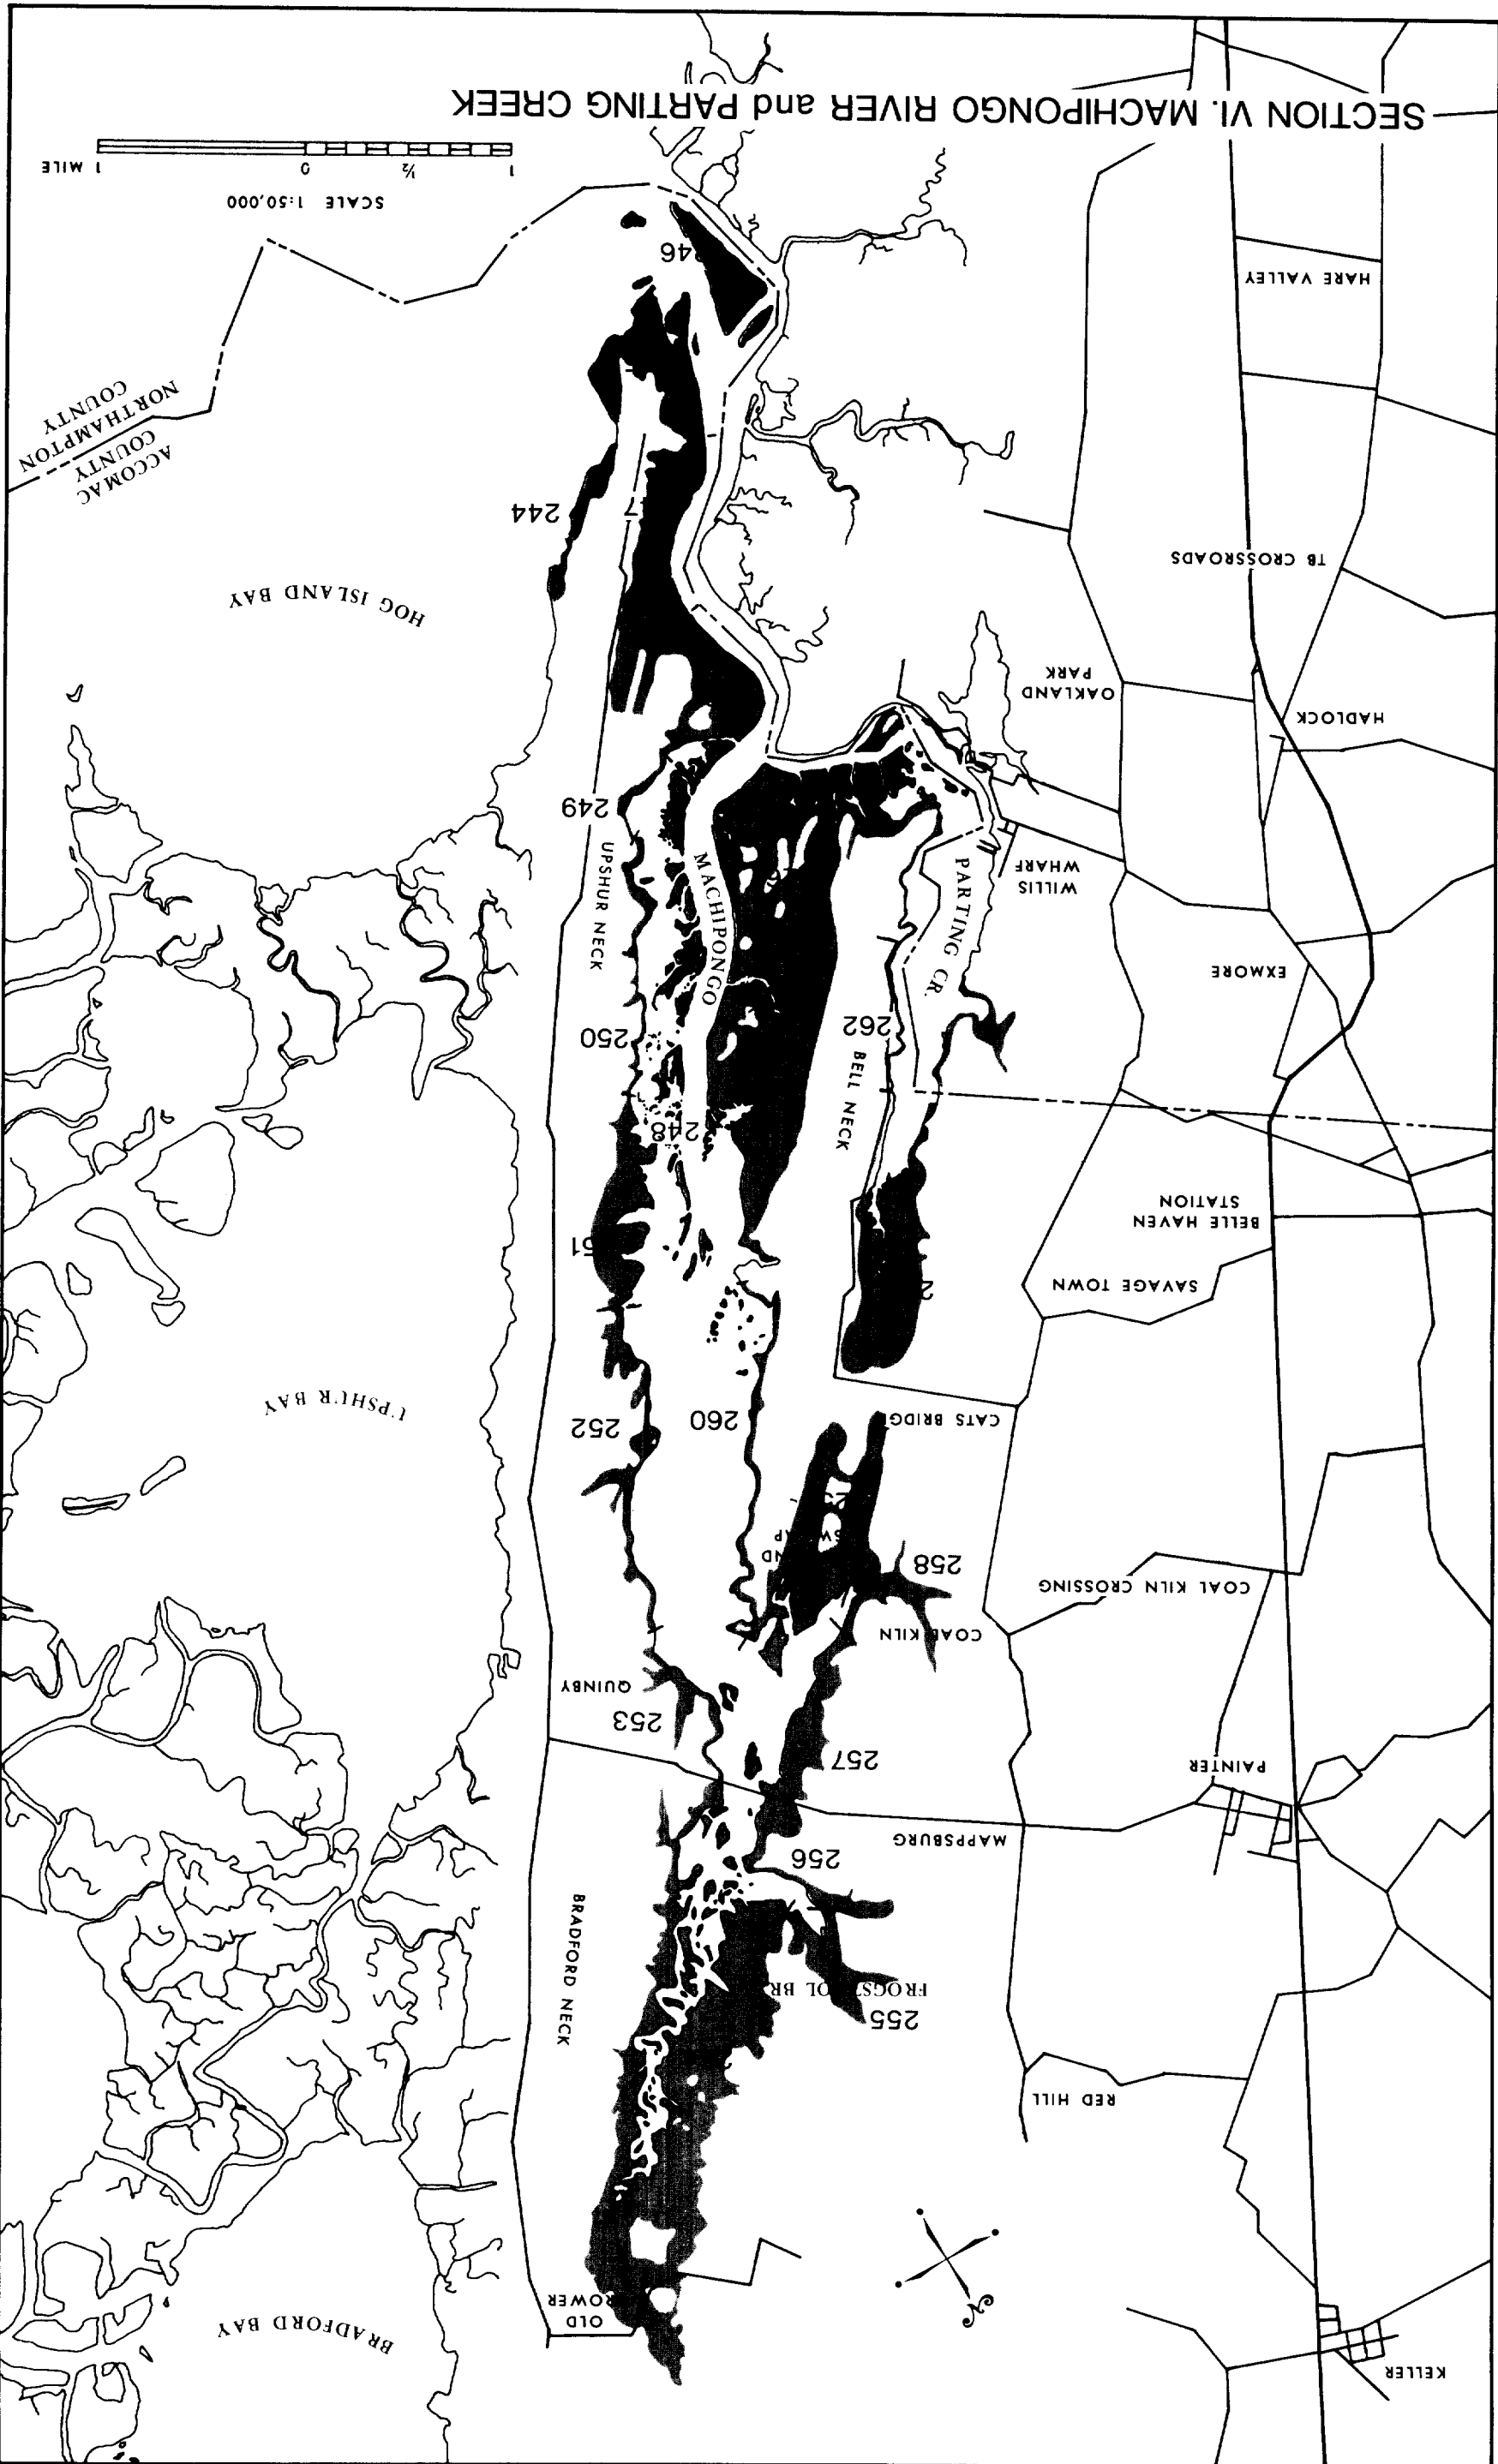 SECTION VI. MACHIPONGO RIVER and PARTING CREEK
SCALE 1:50,000
1 ½ 0 1 MILE
KELLER
OLD
BRADFORD BAY
RED HILL
255
BRADFORD NECK
256
MAPPSBURG
PAINTER
257
253
QUINBY
COAL KILN
COAL KILN CROSSING
258
252
260
CATS BRIDG
UPSHUR BAY
SAVAGE TOWN
BELLE HAVEN
STATION
248
BELL NECK
262
250
EXMORE
PARTING CR.
MACHIPONGO
WILLIS
WHARF
UPSHUR NECK
249
HADLOCK
OAKLAND
PARK
HOG ISLAND BAY
TB CROSSROADS
244
ACCOMAC
COUNTY
NORTHAMPTON
COUNTY
HARE VALLEY
N